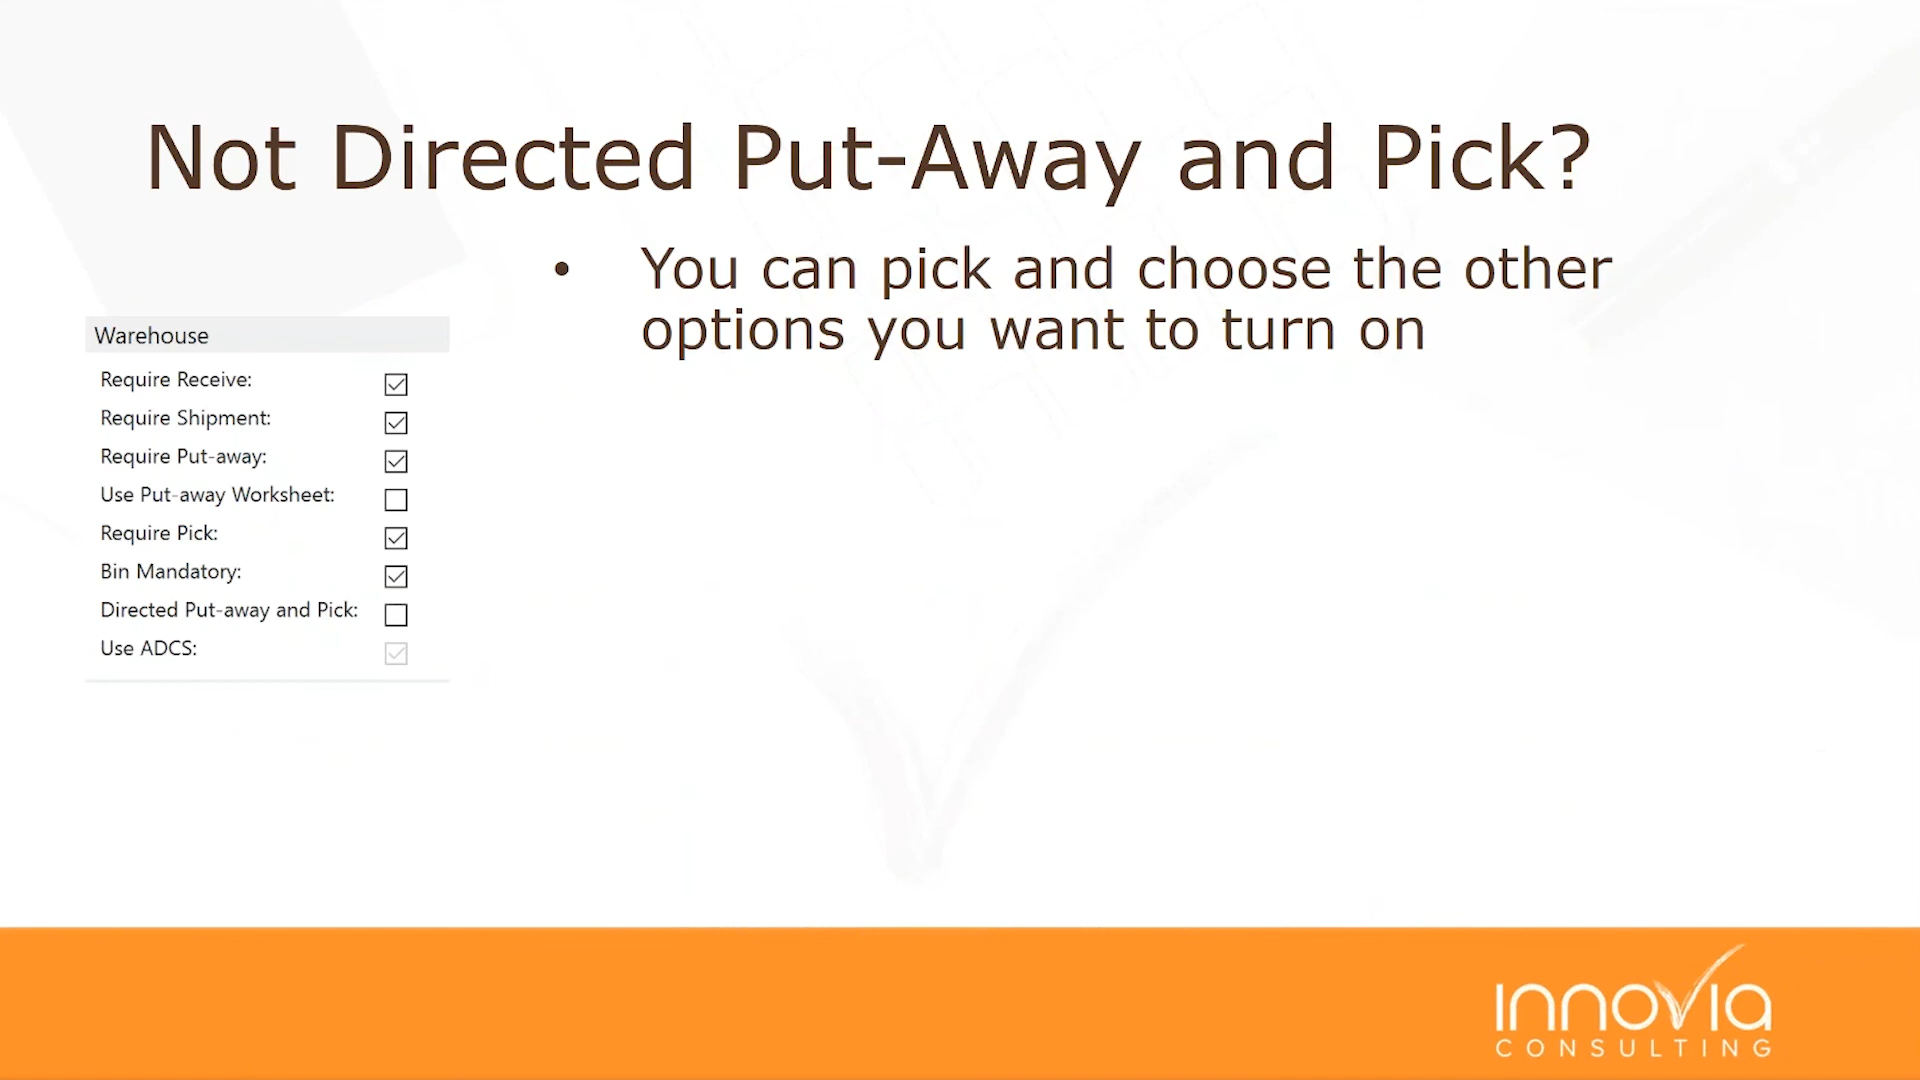 Not Directed Put-Away and Pick?
• You can pick and choose the other
options you want to turn on
Warehouse
Require Receive:
Require Shipment:
Require Put-away:
Use Put-away Worksheet:
Require Pick:
Bin Mandatory:
Directed Put-away and Pick:
Use ADCS:
innovia
CONSULTING